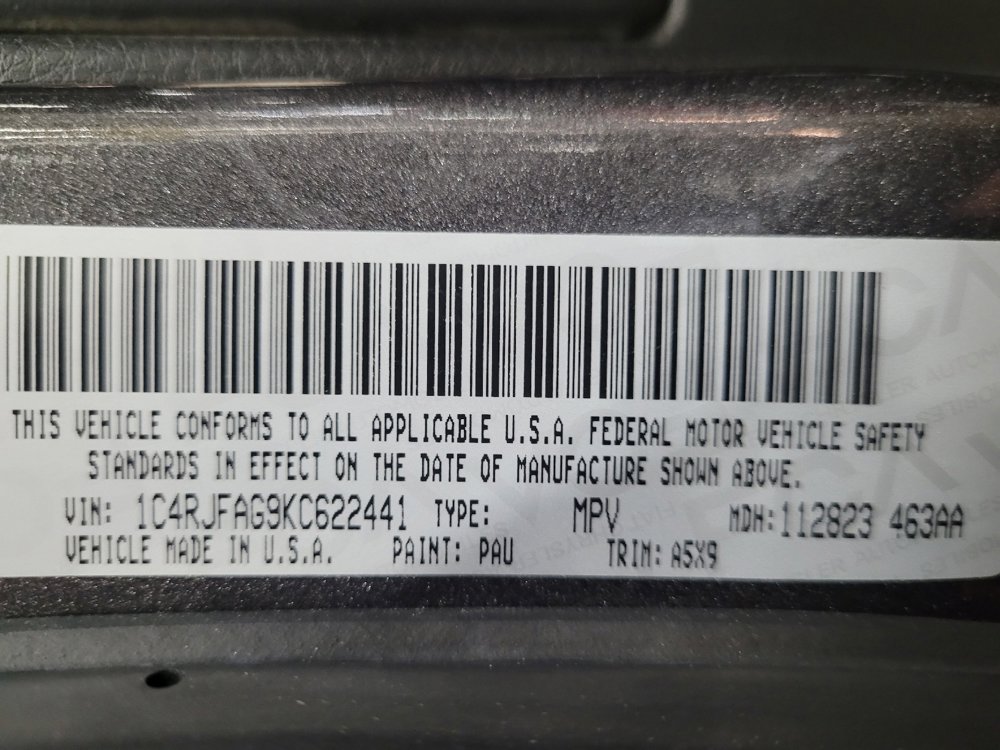 THIS VEHICLE CONFORMS TO ALL APPLICABLE U.S.A. FEDERAL MOTOR VEHICLE SAFETY
STANDARDS IN EFFECT ON THE DATE OF MANUFACTURE SHOWN ABOVE.
VIN: 1C4RJFAG9KC622441 TYPE: MPV MDH:112823 463AA
VEHICLE MADE IN U.S.A. PAINT: PAU TRIM: A5X9